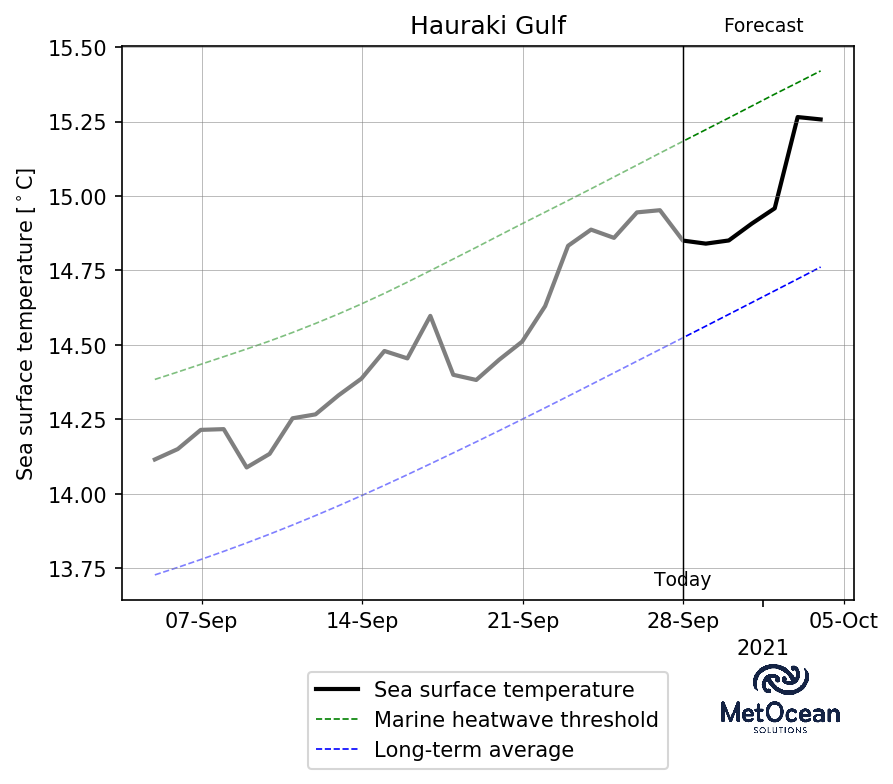 Hauraki Gulf
Forecast
15.50
15.25
15.00
14.75
14.50
14.25
14.00
13.75
Sea surface temperature [°C]
Today
07-Sep
14-Sep
21-Sep
28-Sep
05-Oct
2021
Sea surface temperature
Marine heatwave threshold
Long-term average
MetOcean
SOLUTIONS